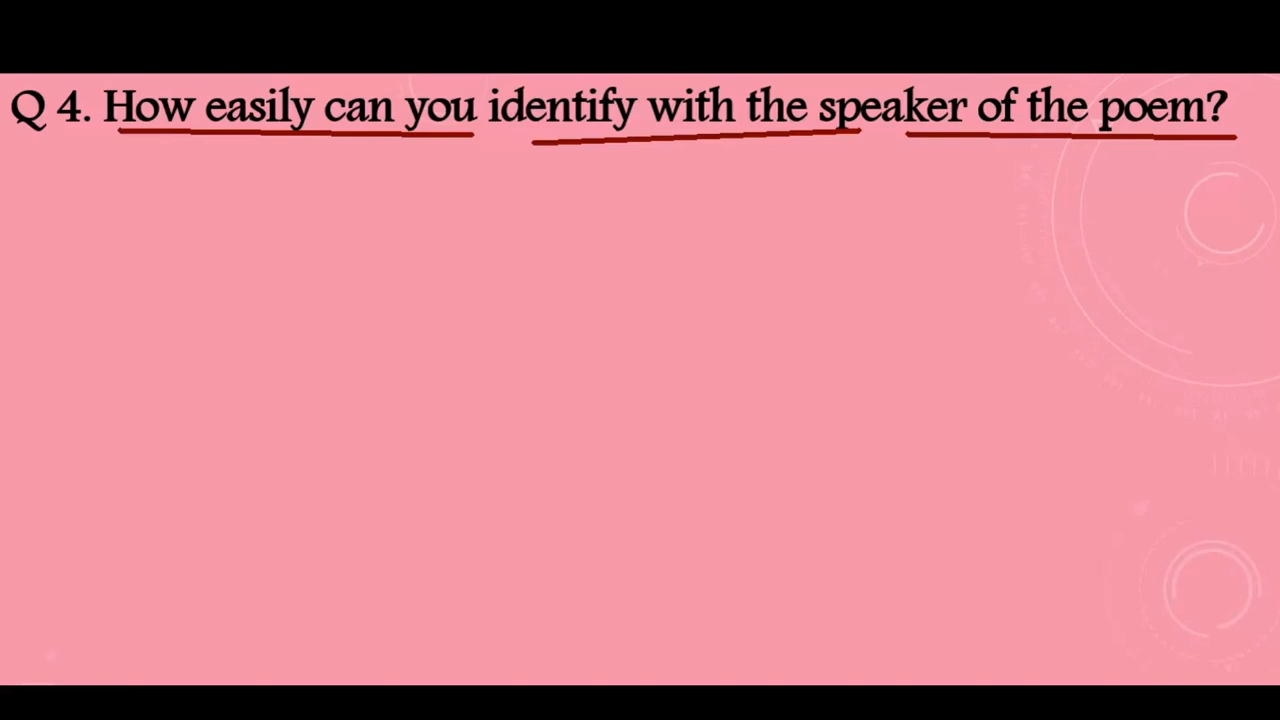 Q 4. How easily can you identify with the speaker of the poem?